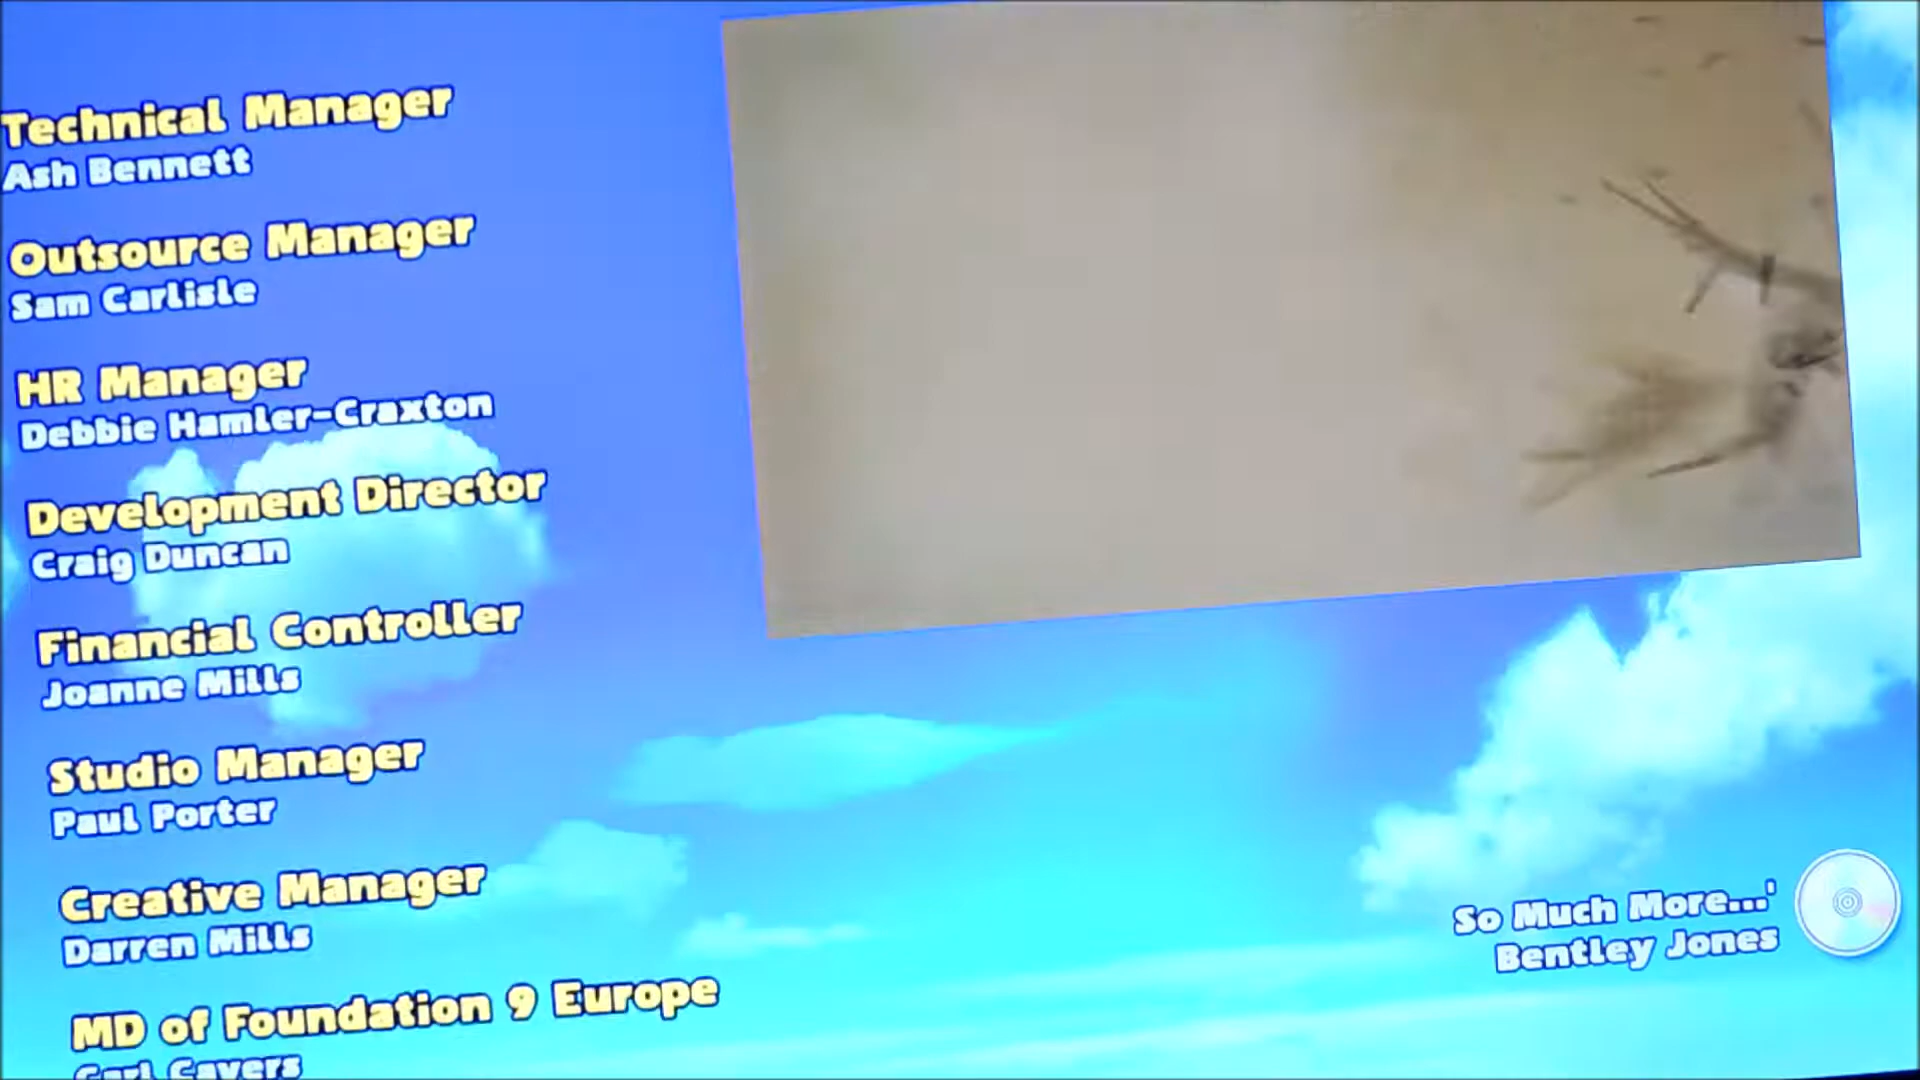 Technical Manager
Ash Bennett
Outsource Manager
Sam Carlisle
HR Manager
Debbie Hamler-Craxton
Development Director
Craig Duncan
Financial Controller
Joanne Mills
Studio Manager
Paul Porter
Creative Manager
Darren Mills
MD of Foundation 9 Europe
Carl Cavers
So Much More...'
Bentley Jones